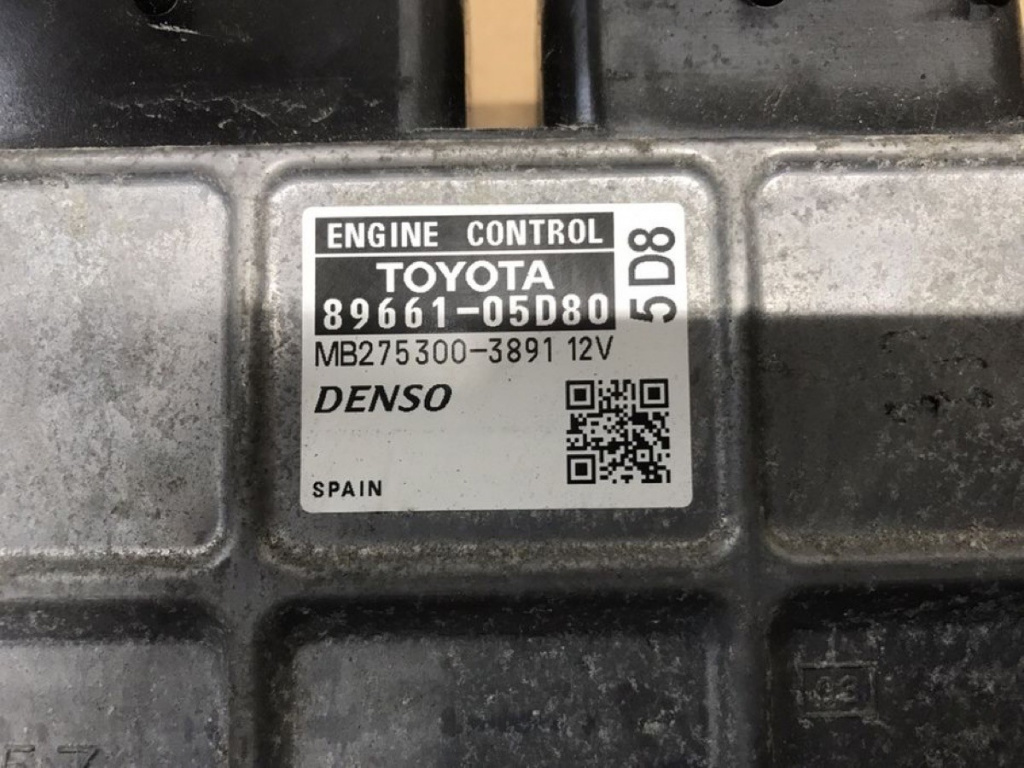 ENGINE CONTROL
TOYOTA
89661-05D80
5D8
MB275300-3891 12V
DENSO
SPAIN